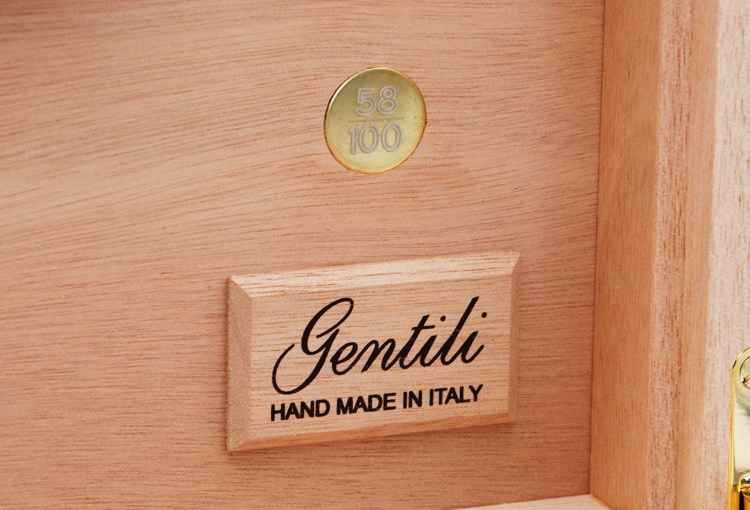 58
100
Gentili
HAND MADE IN ITALY